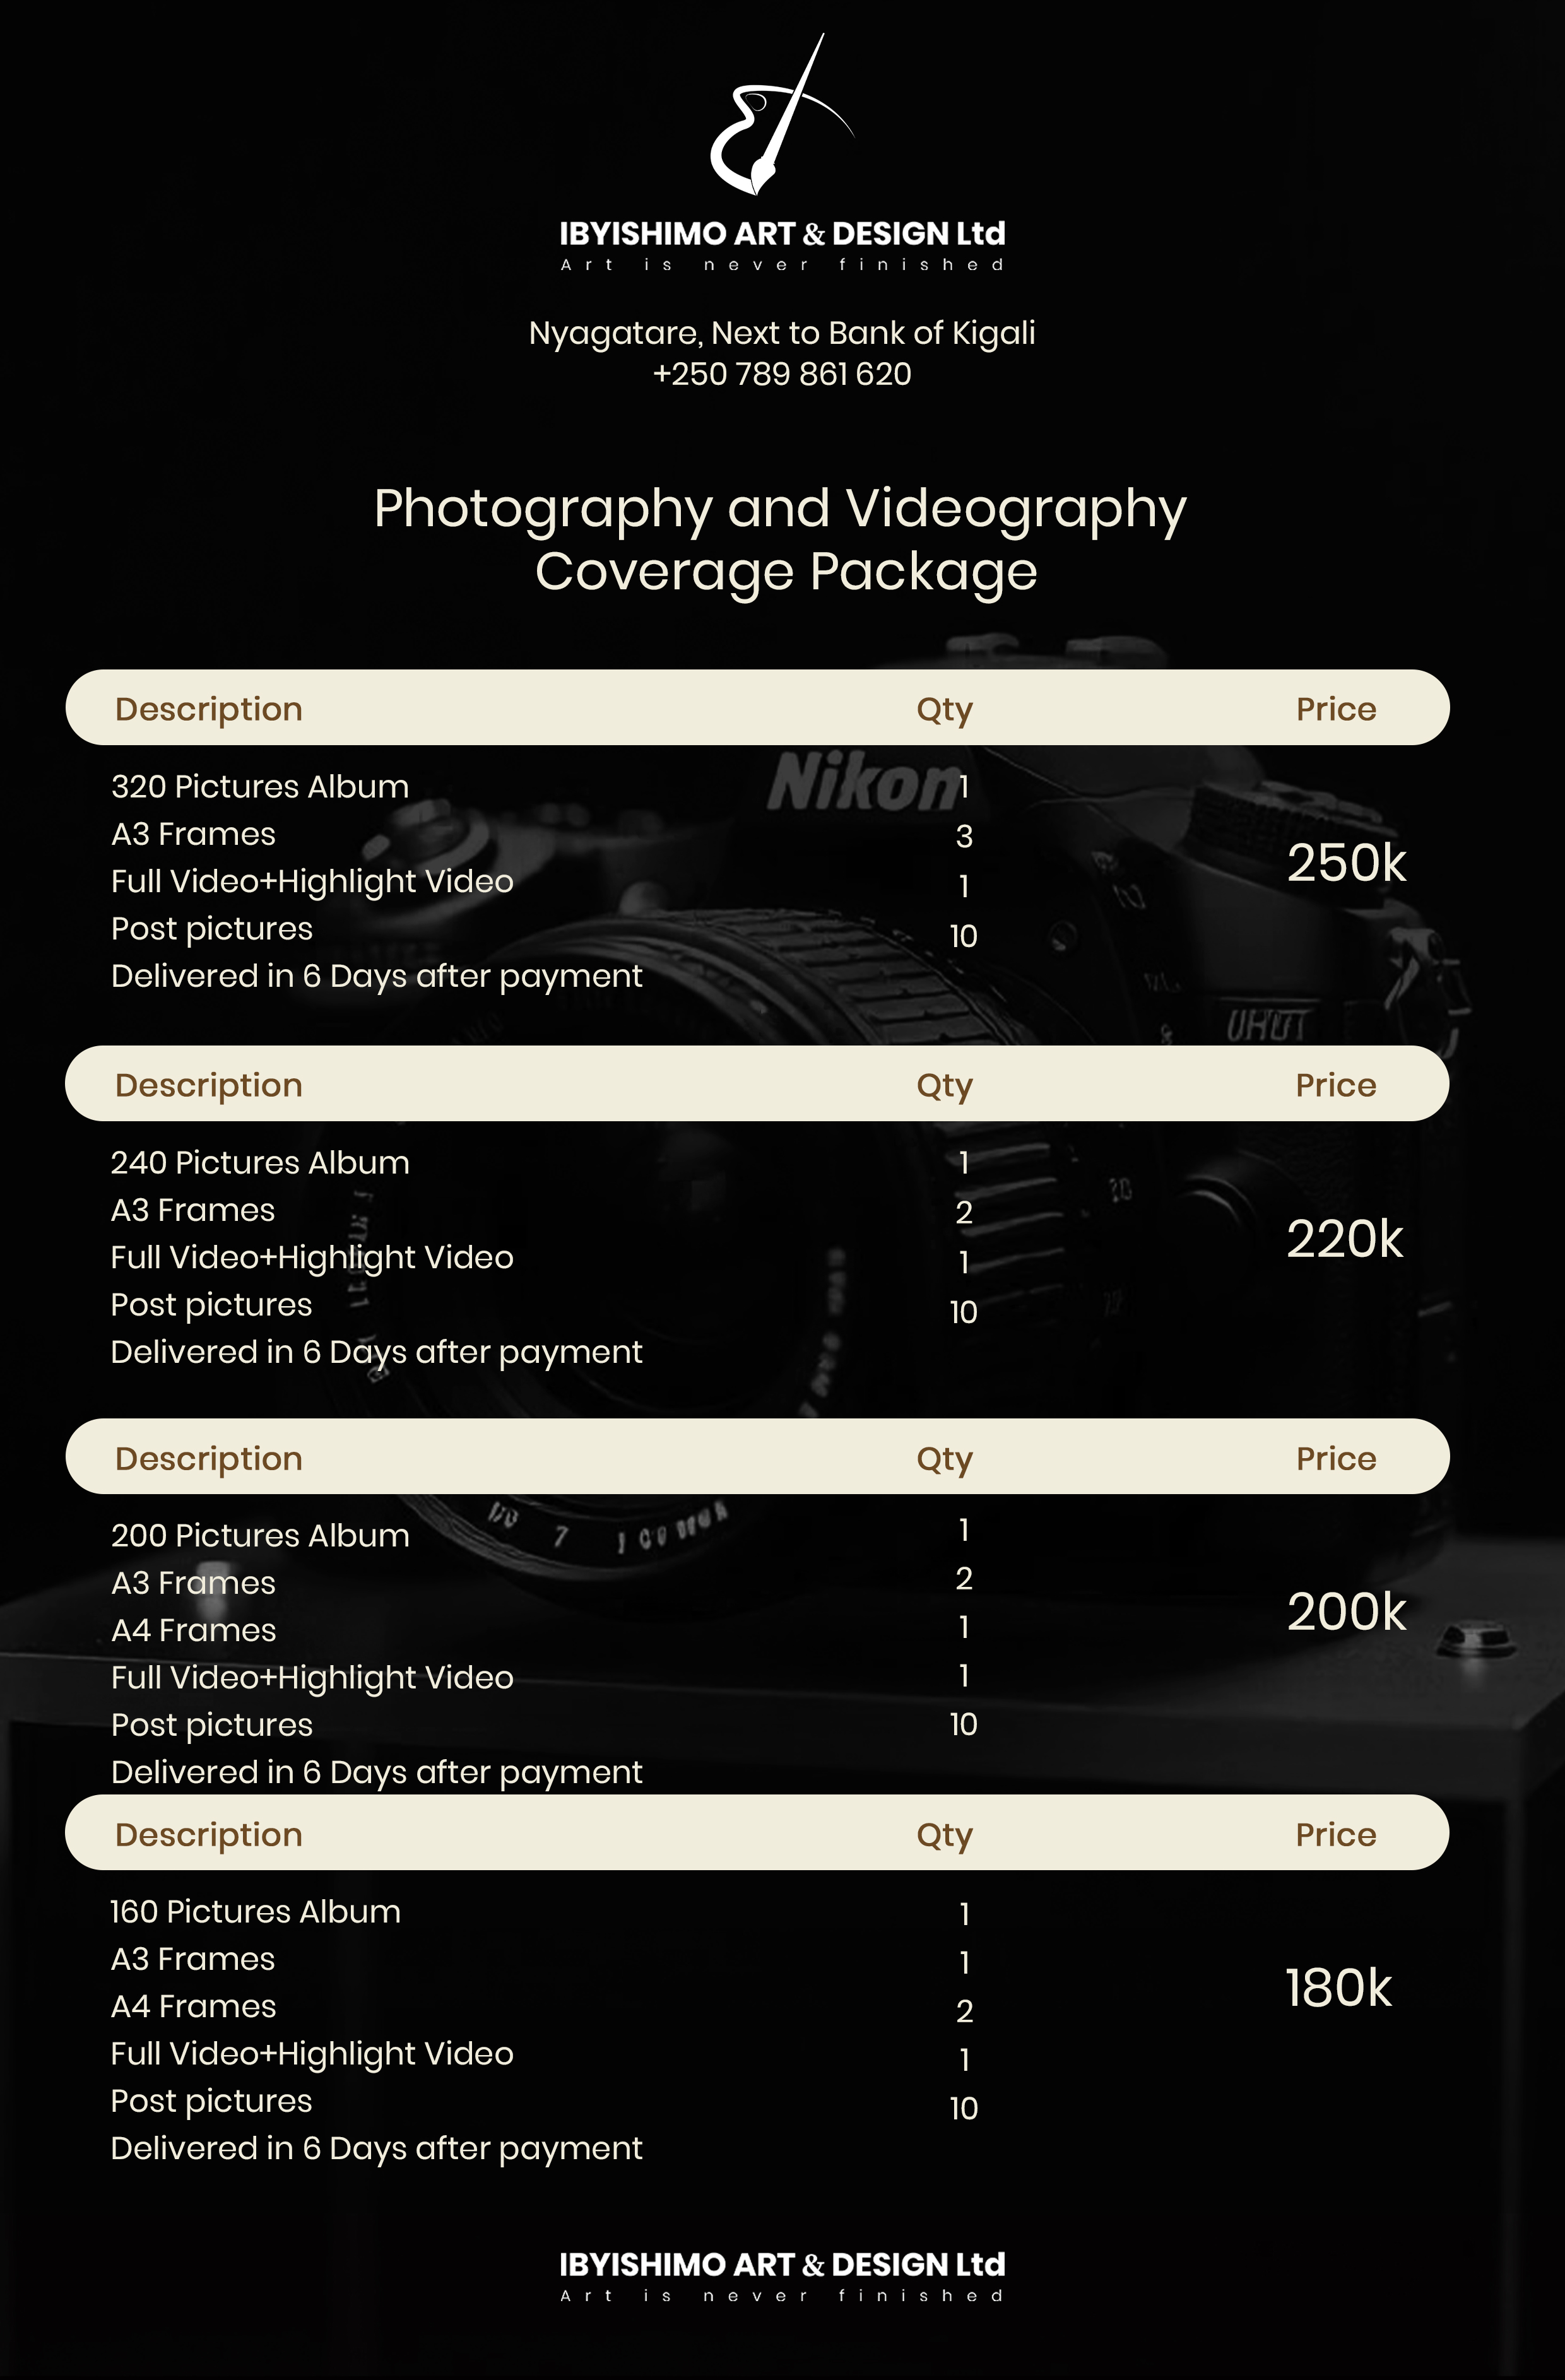 IBYISHIMO ART & DESIGN Ltd
Art is never finished
Nyagatare, Next to Bank of Kigali
+250 789 861 620
Photography and Videography
Coverage Package
Description Qty Price
320 Pictures Album 1
A3 Frames 3
250k
Full Video+Highlight Video 1
Post pictures 10
Delivered in 6 Days after payment
Nikon
Description Qty Price
240 Pictures Album 1
A3 Frames 2
220k
Full Video+Highlight Video 1
Post pictures 10
Delivered in 6 Days after payment
Description Qty Price
200 Pictures Album 1
A3 Frames 2
200k
A4 Frames 1
Full Video+Highlight Video 1
Post pictures 10
Delivered in 6 Days after payment
Description Qty Price
160 Pictures Album 1
A3 Frames 1
180k
A4 Frames 2
Full Video+Highlight Video 1
Post pictures 10
Delivered in 6 Days after payment
IBYISHIMO ART & DESIGN Ltd
Art is never finished